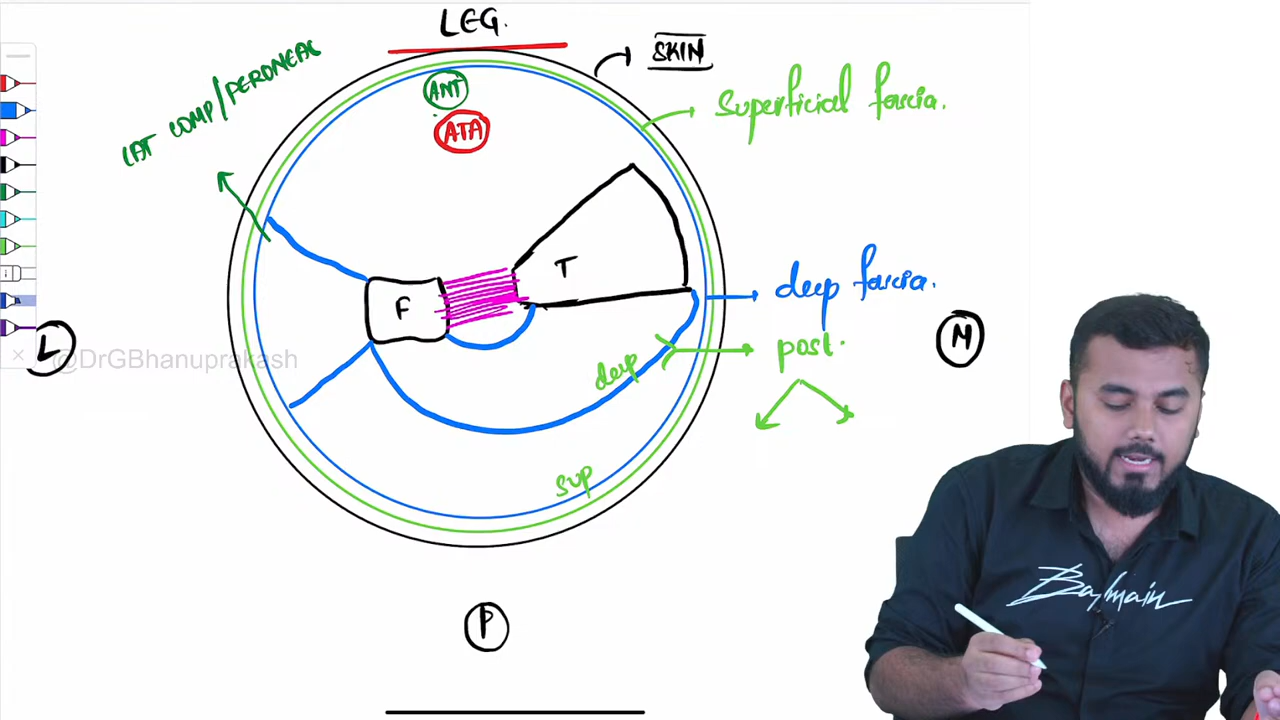 LEG.
SKIN
LAT COMP/PERONEAL
ANT
ATA
Superficial fascia.
T
F
deep fascia.
L
M
@DrGBhanuprakash
post.
deep
sup
P
Balmain